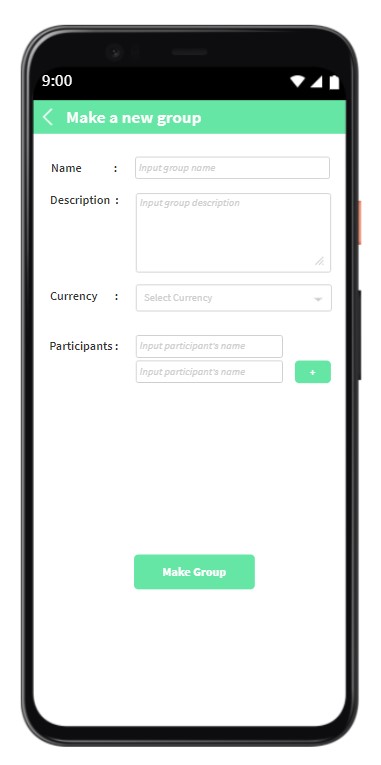 9:00
Make a new group
Name : Input group name
Description : Input group description
Currency : Select Currency
Participants : Input participant's name
Input participant's name +
Make Group